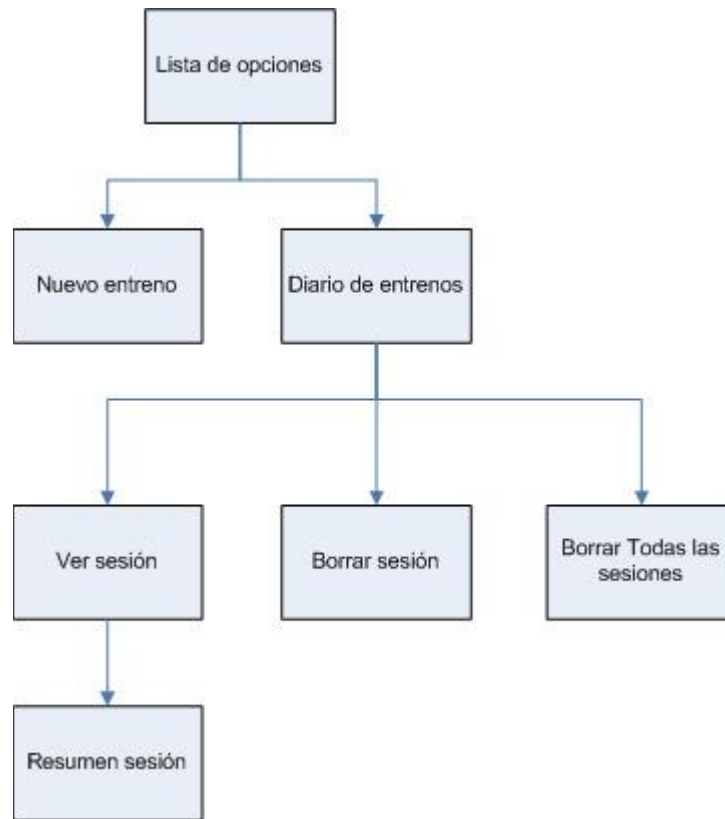 Lista de opciones
Nuevo entreno
Diario de entrenos
Ver sesión
Borrar sesión
Borrar Todas las
sesiones
Resumen sesión